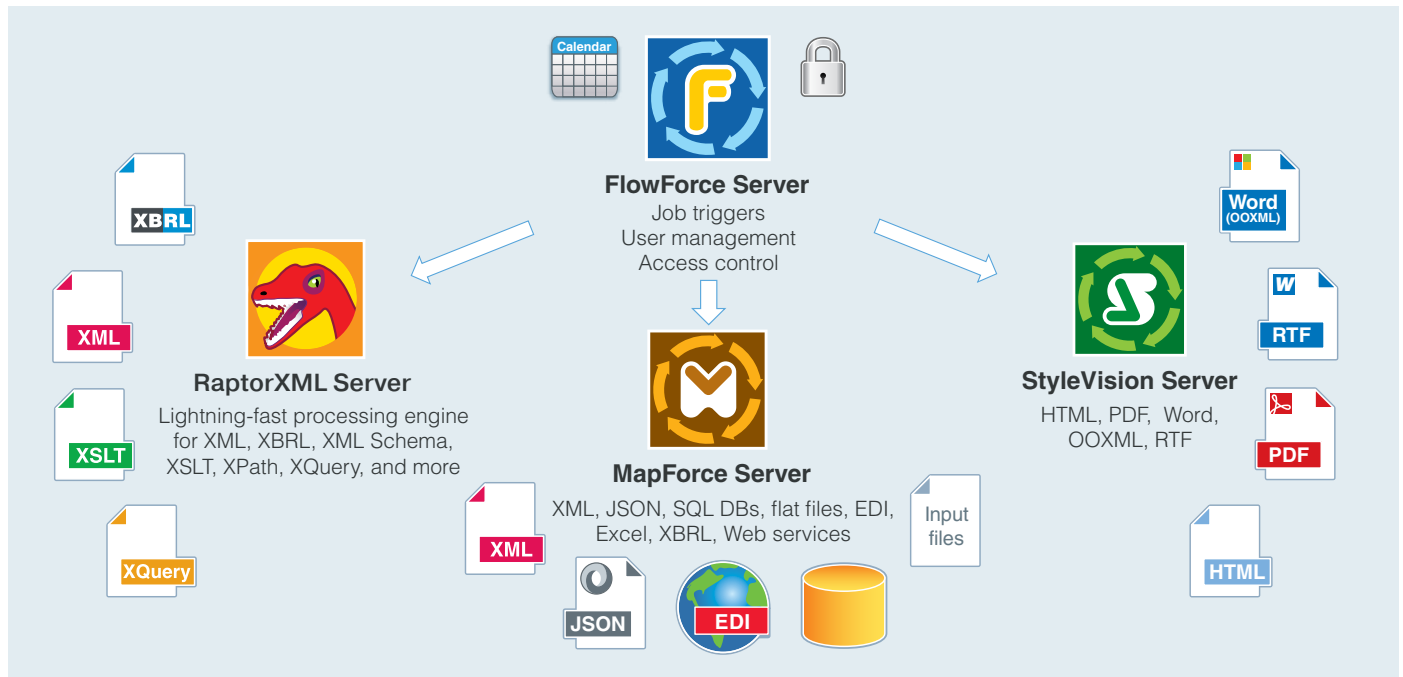 Calendar
F
FlowForce Server
Job triggers
User management
Access control
XBRL
XML
XSLT
XQuery
RaptorXML Server
Lightning-fast processing engine
for XML, XBRL, XML Schema,
XSLT, XPath, XQuery, and more
MapForce Server
XML, JSON, SQL DBs, flat files, EDI,
Excel, XBRL, Web services
XML
JSON
EDI
Input
files
S
StyleVision Server
HTML, PDF, Word,
OOXML, RTF
Word
(OOXML)
W
RTF
PDF
HTML